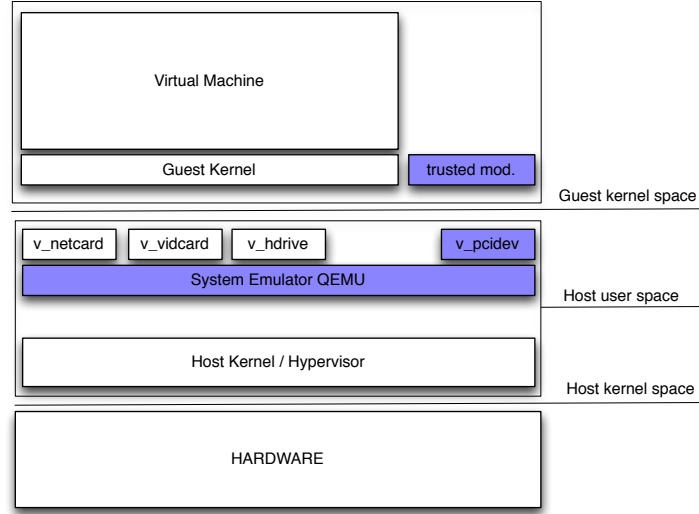 Virtual Machine
Guest Kernel
trusted mod.
Guest kernel space
v_netcard
v_vidcard
v_hdrive
v_pcidev
System Emulator QEMU
Host user space
Host Kernel / Hypervisor
Host kernel space
HARDWARE